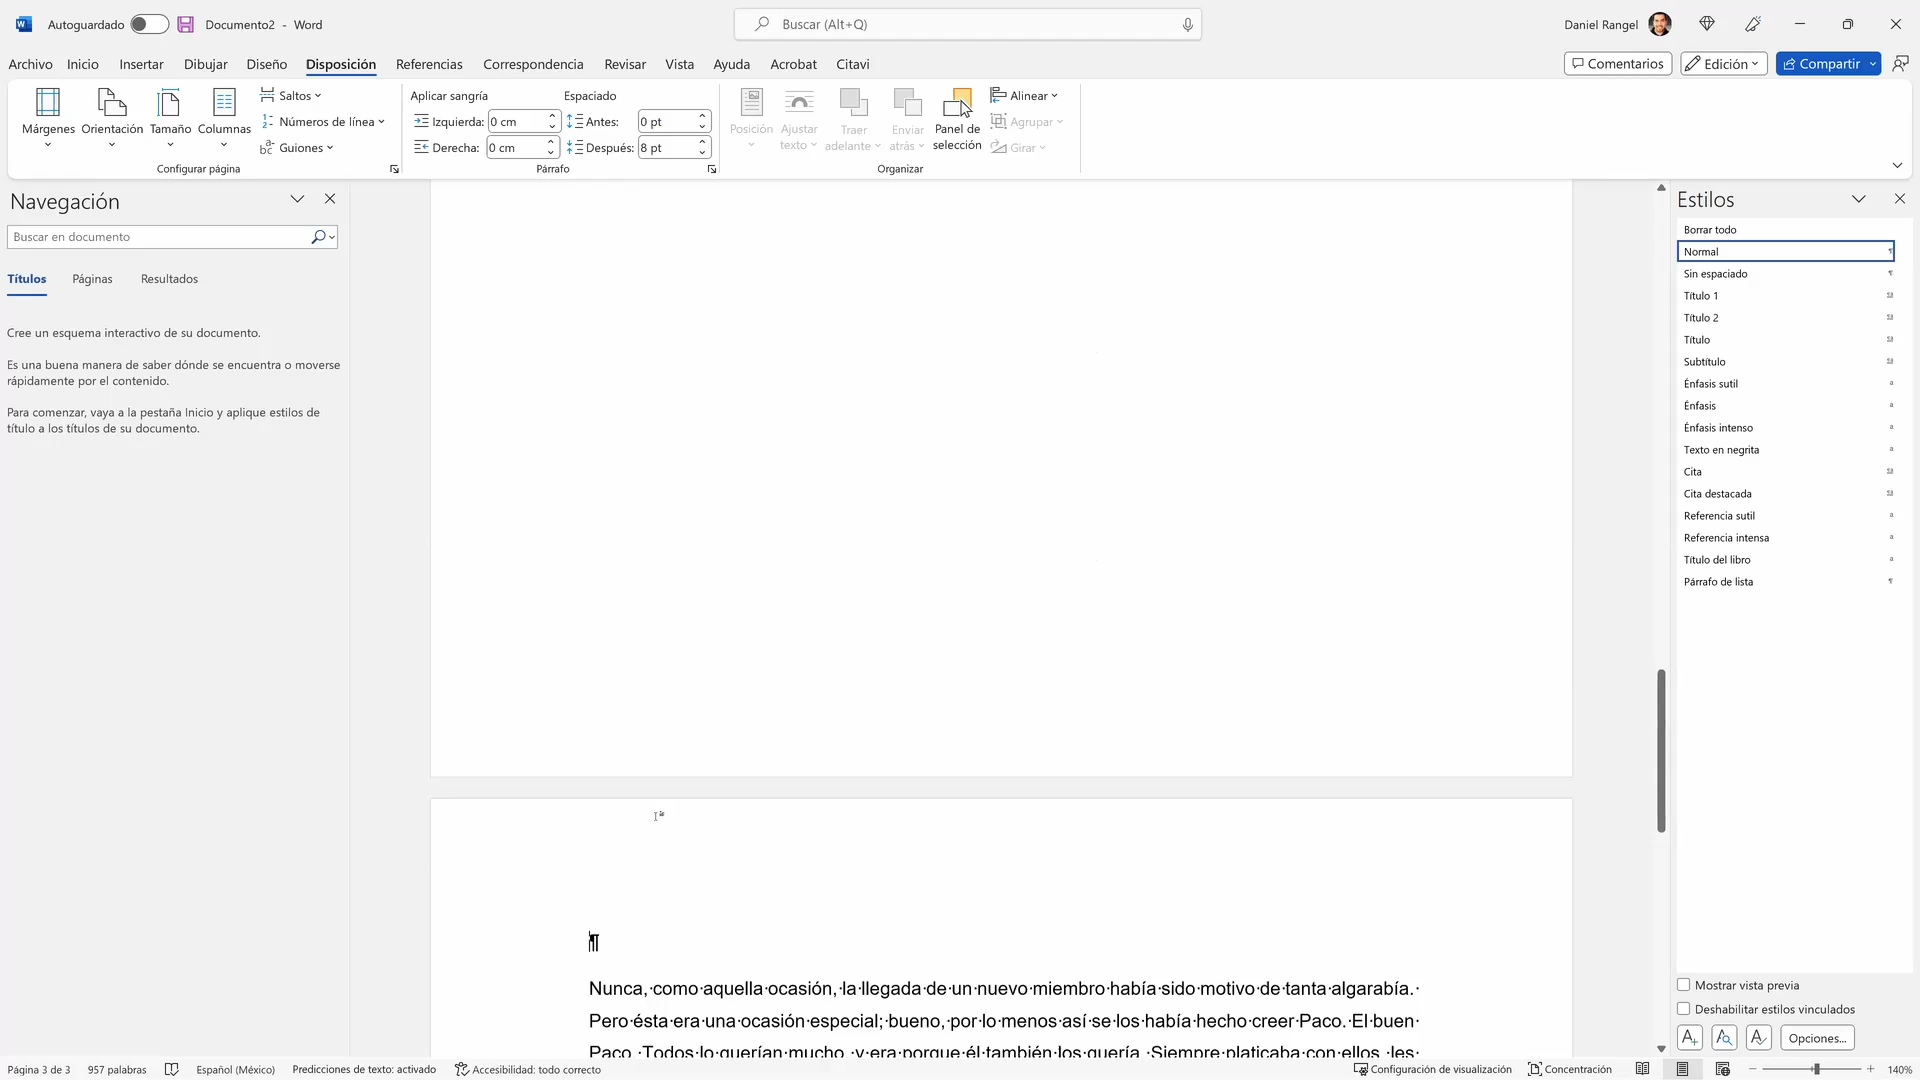 Autoguardado Documento2 - Word Buscar (Alt+Q) Daniel Rangel
Archivo Inicio Insertar Dibujar Diseño Disposición Referencias Correspondencia Revisar Vista Ayuda Acrobat Citavi Comentarios Edición Compartir
Márgenes Orientación Tamaño Columnas
Saltos
Números de línea
Guiones
Configurar página
Aplicar sangría Espaciado
Izquierda: 0 cm Antes: 0 pt
Derecha: 0 cm Después: 8 pt
Párrafo
Posición Ajustar texto Traer adelante Enviar atrás Panel de selección
Alinear
Agrupar
Girar
Organizar
Navegación
Buscar en documento
Títulos Páginas Resultados
Cree un esquema interactivo de su documento.
Es una buena manera de saber dónde se encuentra o moverse
rápidamente por el contenido.
Para comenzar, vaya a la pestaña Inicio y aplique estilos de
título a los títulos de su documento.
¶
Nunca,·como·aquella·ocasión,·la·llegada·de·un·nuevo·miembro·había·sido·motivo·de·tanta·algarabía.·
Pero·ésta·era·una·ocasión·especial;·bueno,·por·lo·menos·así·se·los·había·hecho·creer·Paco.·El·buen·
Paco.·Todos·lo·querían·mucho,·y·era·porque·él·también·los·quería.·Siempre·platicaba·con·ellos,·les·
Estilos
Borrar todo
Normal ¶
Sin espaciado ¶
Título 1 ¶a
Título 2 ¶a
Título ¶a
Subtítulo ¶a
Énfasis sutil a
Énfasis a
Énfasis intenso a
Texto en negrita a
Cita ¶a
Cita destacada ¶a
Referencia sutil a
Referencia intensa a
Título del libro a
Párrafo de lista ¶
Mostrar vista previa
Deshabilitar estilos vinculados
Opciones...
Página 3 de 3 957 palabras Español (México) Predicciones de texto: activado Accesibilidad: todo correcto Configuración de visualización Concentración 140%